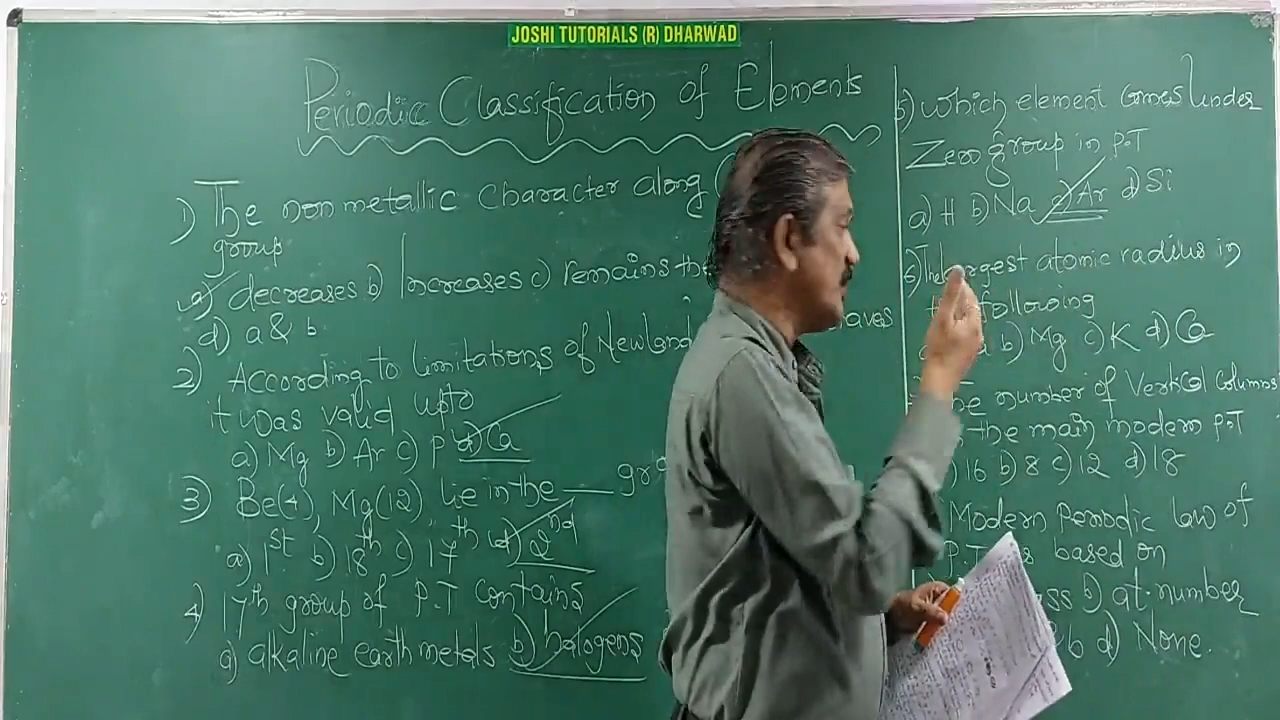 JOSHI TUTORIALS (R) DHARWAD
Periodic Classification of Elements
1) The non metallic character along (
group
a) decreases b) Increases c) remains the
d) a & b
2) According to limitations of Newland
it was valid upto
a) Mg b) Ar c) P d) Ca
3) Be(4), Mg(12) lie in the ___
a) 1st b) 18th c) 17th d) 2nd
4) 17th group of P.T contains
a) alkaline earth metals b) halogens
5) which element comes Under
Zero group in P.T
a) H b) Na c) Ar d) Si
6) The largest atomic radius in
following
b) Mg c) K d) Ca
number of Vertical Columns
the main modern P.T
16 b) 8 c) 12 d) 18
Modern periodic law of
P.T is based on
b) at. number
d) None.